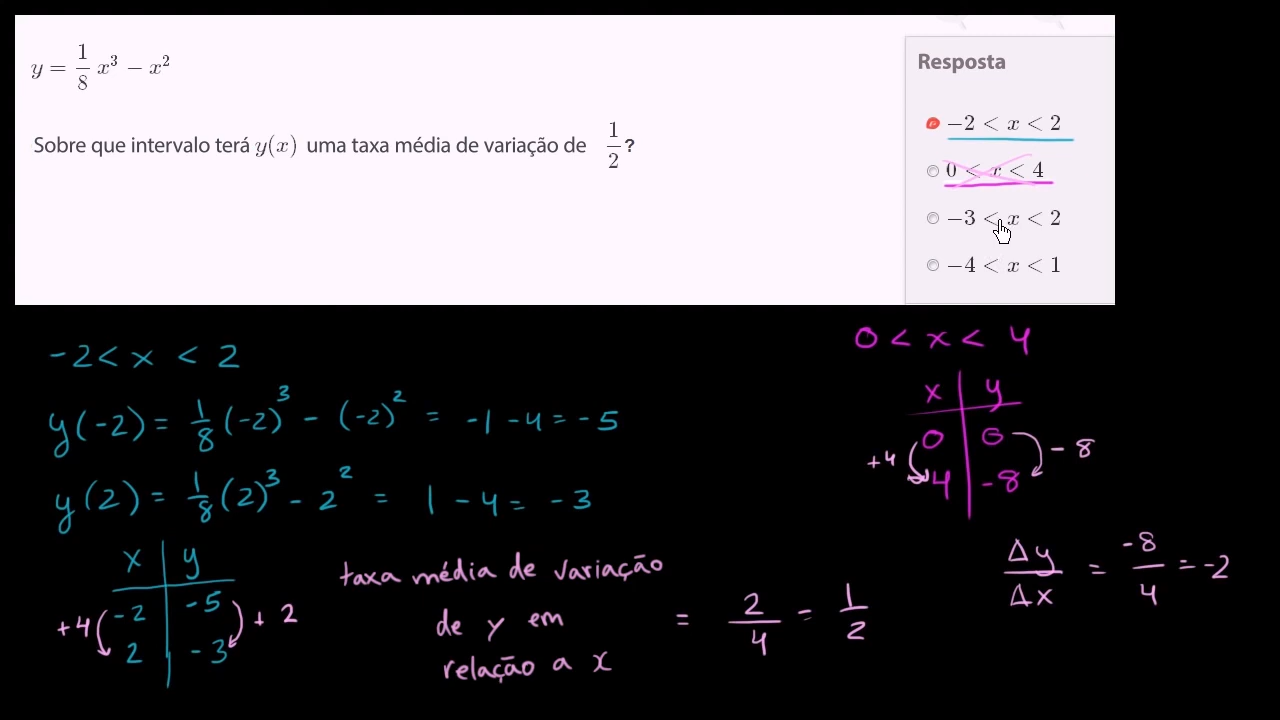 y = 1/8 x³ − x²
Sobre que intervalo terá y(x) uma taxa média de variação de 1/2?
Resposta
−2 < x < 2
0 < x < 4
−3 < x < 2
−4 < x < 1
-2 < x < 2
y(-2) = 1/8 (-2)³ - (-2)² = -1 - 4 = -5
y(2) = 1/8 (2)³ - 2² = 1 - 4 = -3
x y
+4 -2 -5 + 2
2 -3
taxa média de variação
de y em
relação a x
= 2/4 = 1/2
0 < x < 4
x y
0 0
+4 - 8
4 -8
Δy/Δx = -8/4 = -2